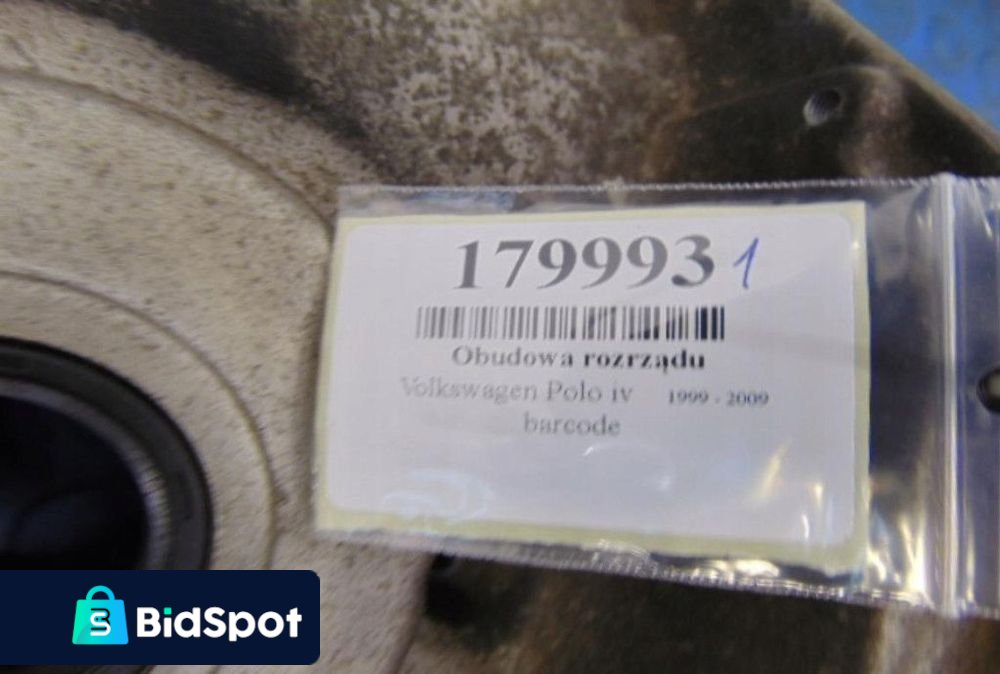 179993 1
Obudowa rozrządu
Volkswagen Polo iv 1999 - 2009
barcode
BidSpot